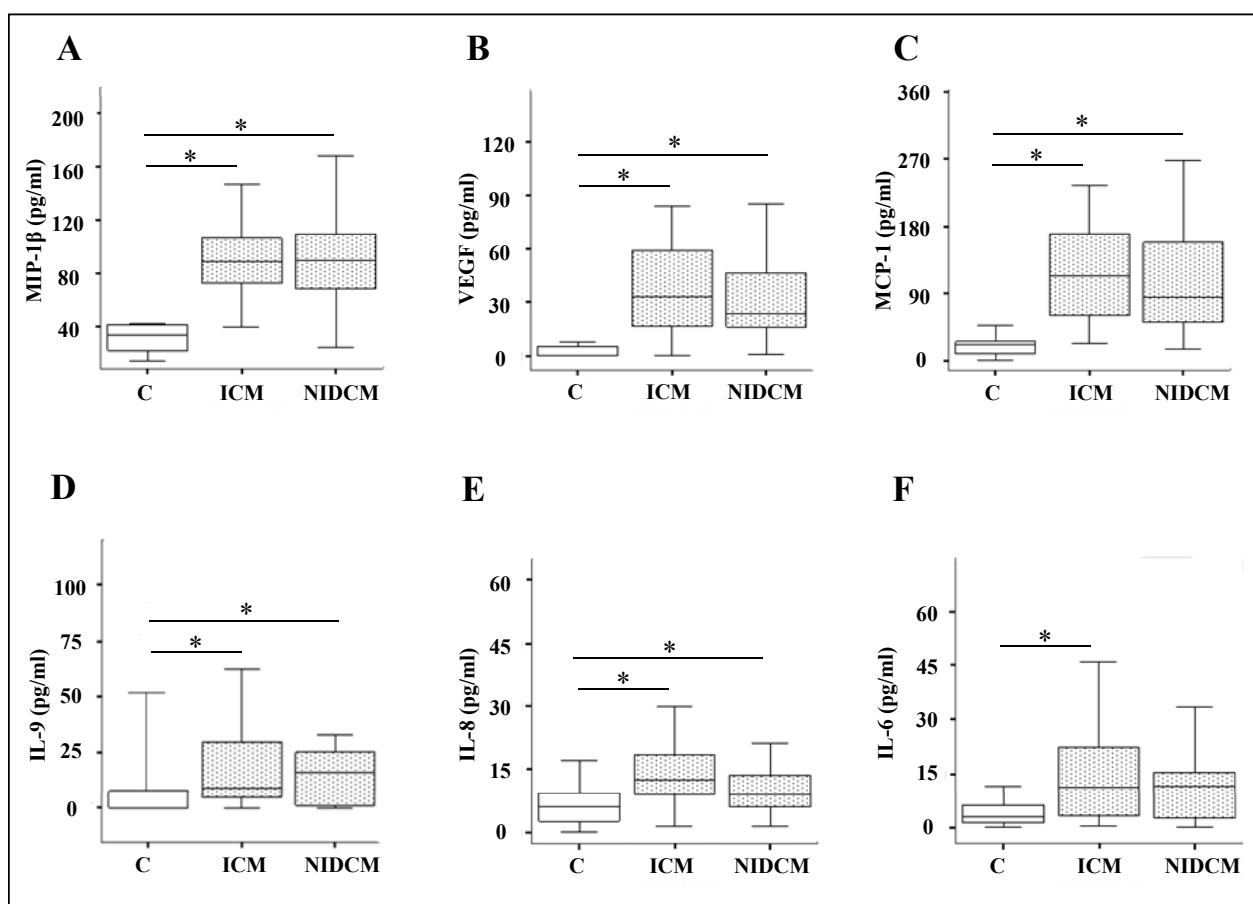 A
MIP-1β (pg/ml)
200
160
120
80
40
*
*
C ICM NIDCM
B
VEGF (pg/ml)
120
90
60
30
0
*
*
C ICM NIDCM
C
MCP-1 (pg/ml)
360
270
180
90
0
*
*
C ICM NIDCM
D
IL-9 (pg/ml)
100
75
50
25
0
*
*
C ICM NIDCM
E
IL-8 (pg/ml)
60
45
30
15
0
*
*
C ICM NIDCM
F
IL-6 (pg/ml)
60
45
30
15
0
*
C ICM NIDCM